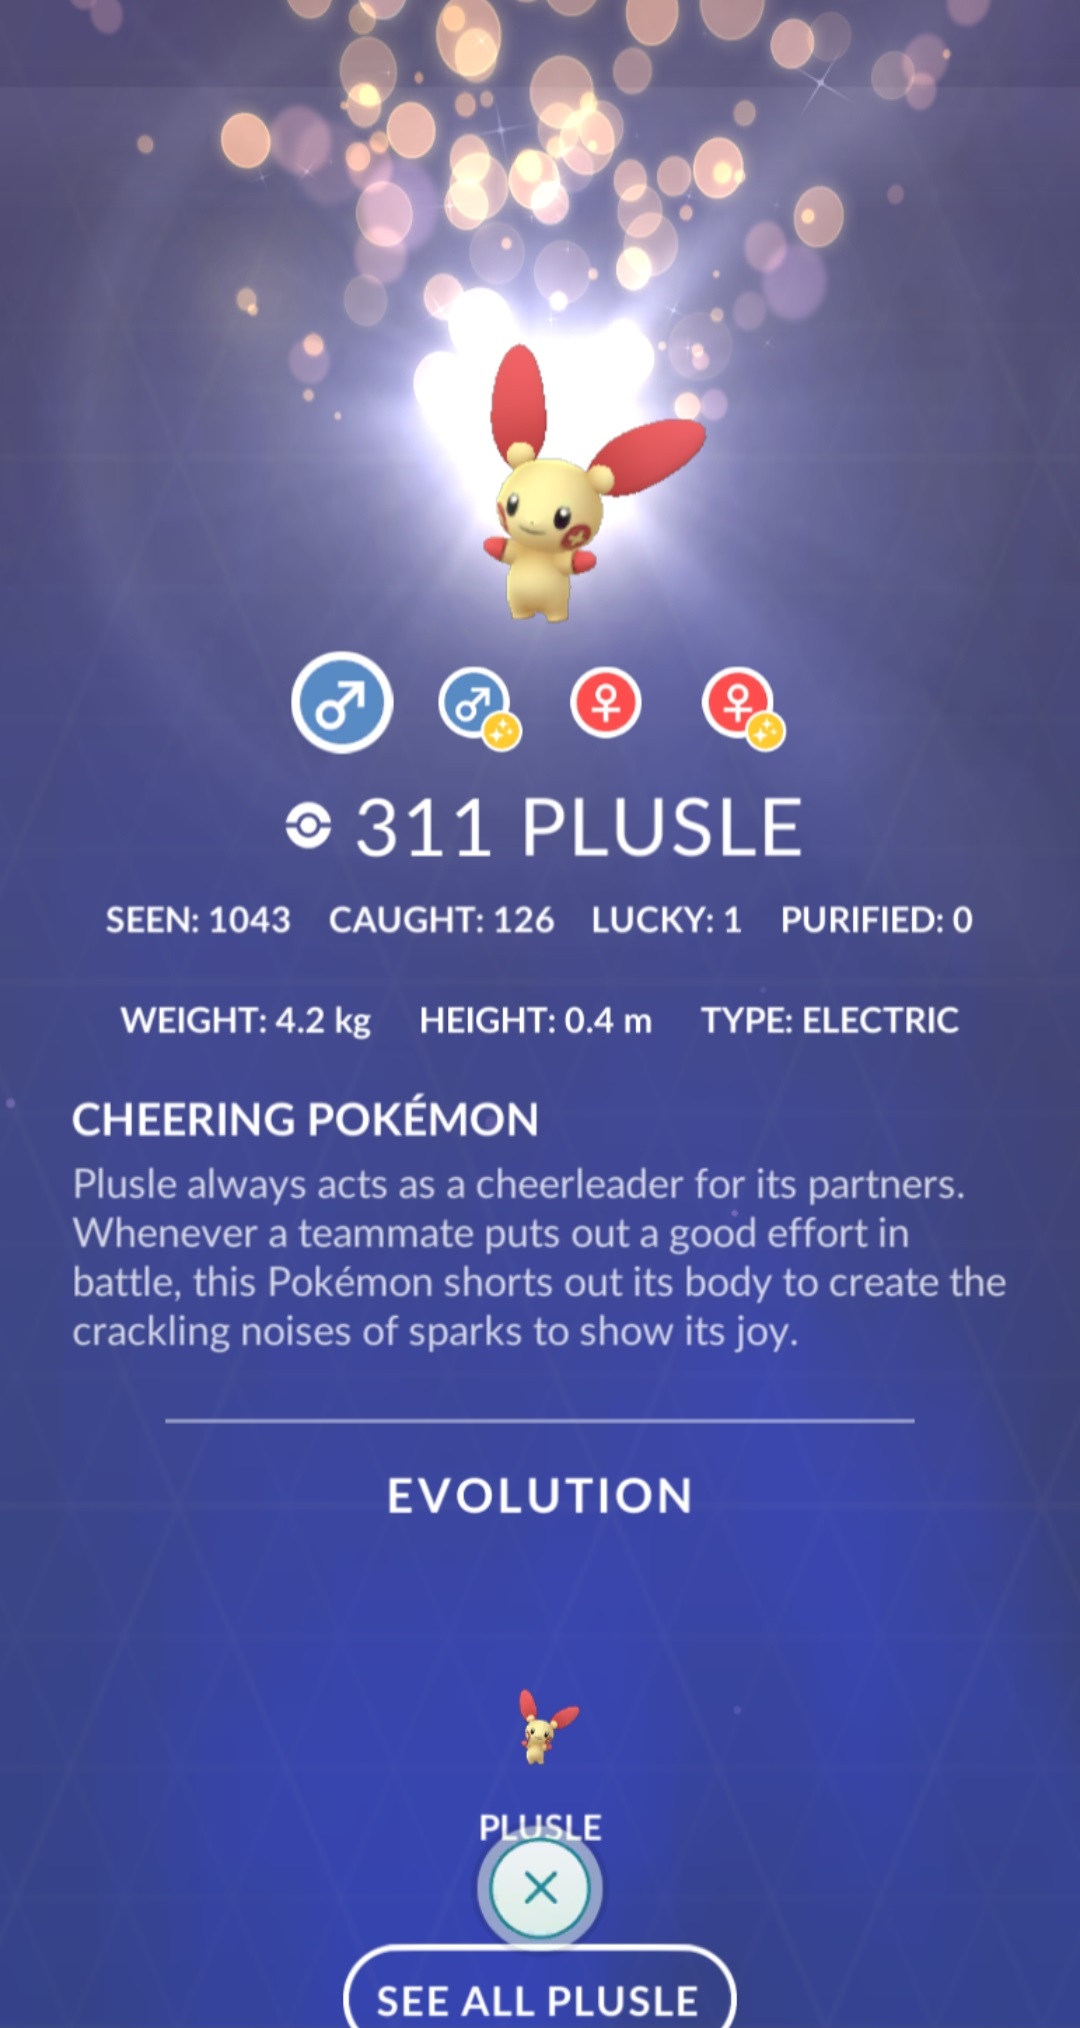 311 PLUSLE
SEEN: 1043 CAUGHT: 126 LUCKY: 1 PURIFIED: 0
WEIGHT: 4.2 kg HEIGHT: 0.4 m TYPE: ELECTRIC
CHEERING POKÉMON
Plusle always acts as a cheerleader for its partners.
Whenever a teammate puts out a good effort in
battle, this Pokémon shorts out its body to create the
crackling noises of sparks to show its joy.
EVOLUTION
PLUSLE
SEE ALL PLUSLE